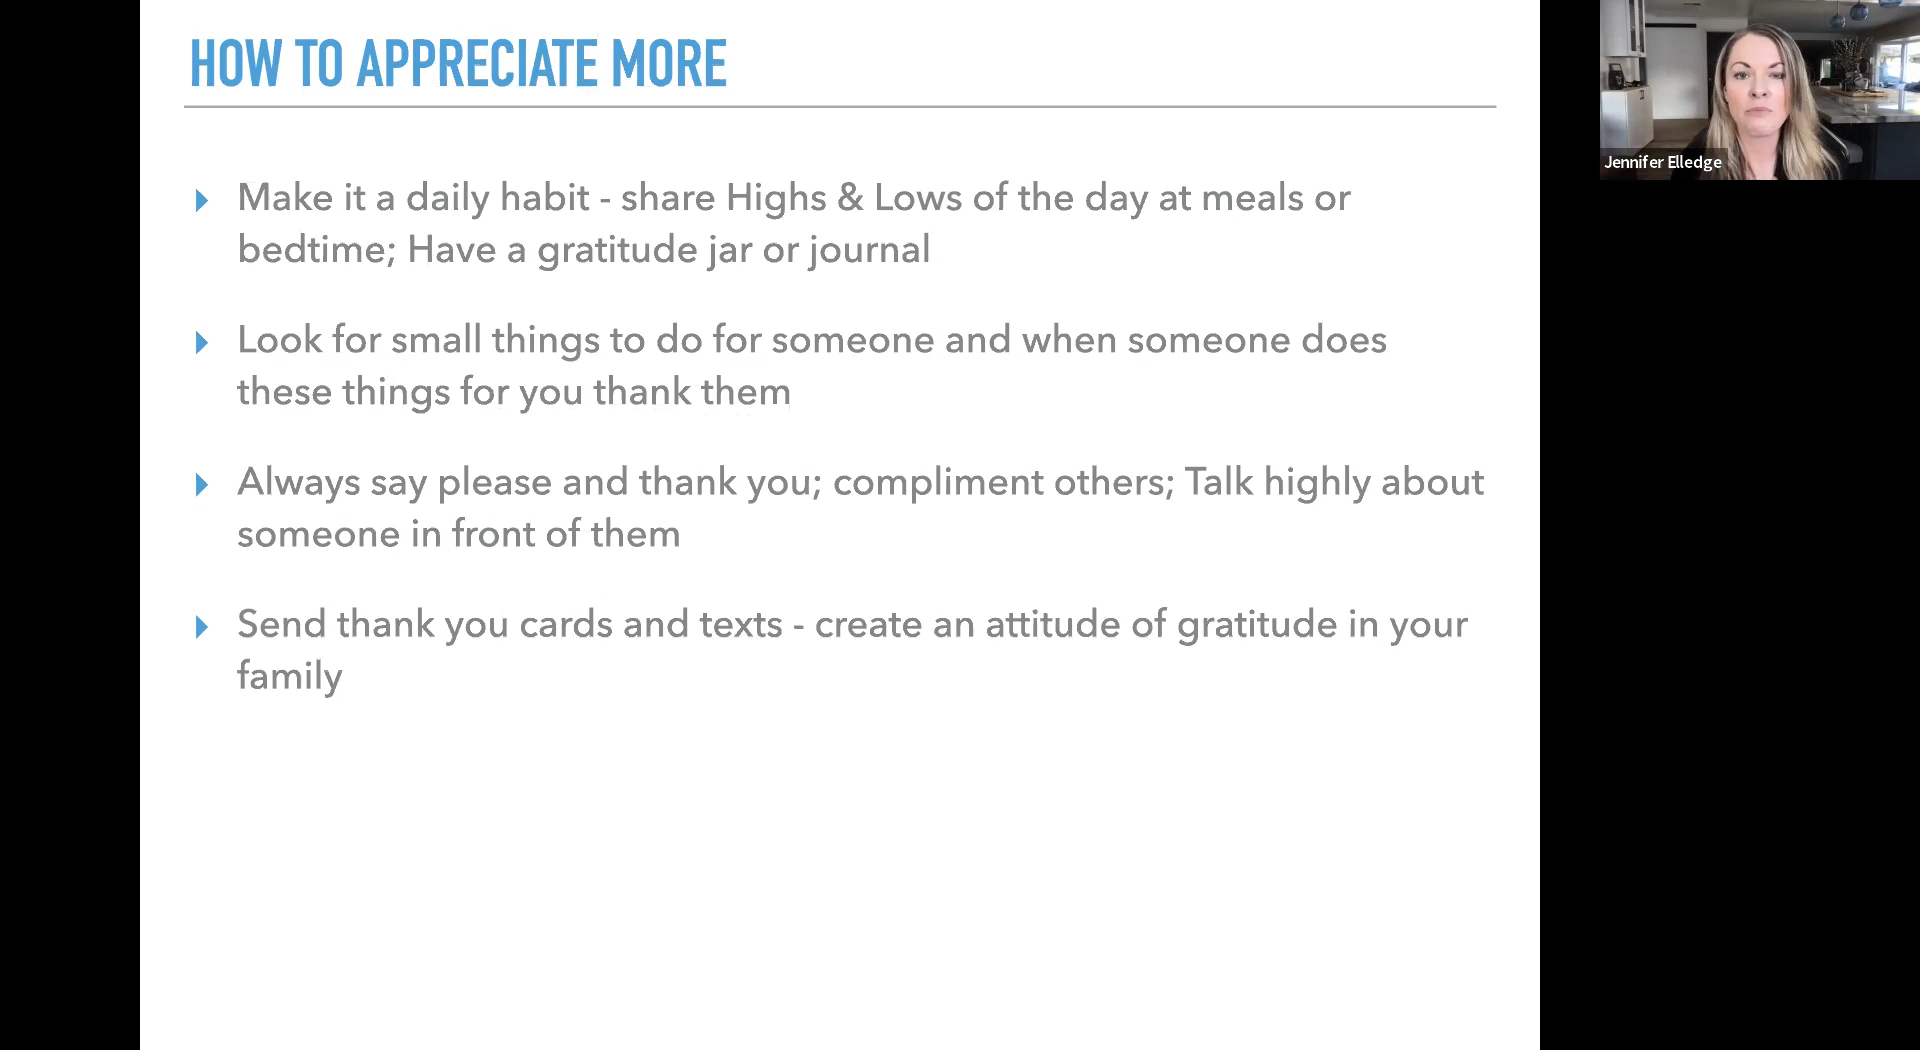 HOW TO APPRECIATE MORE
Make it a daily habit - share Highs & Lows of the day at meals or
bedtime; Have a gratitude jar or journal
Look for small things to do for someone and when someone does
these things for you thank them
Always say please and thank you; compliment others; Talk highly about
someone in front of them
Send thank you cards and texts - create an attitude of gratitude in your
family
Jennifer Elledge